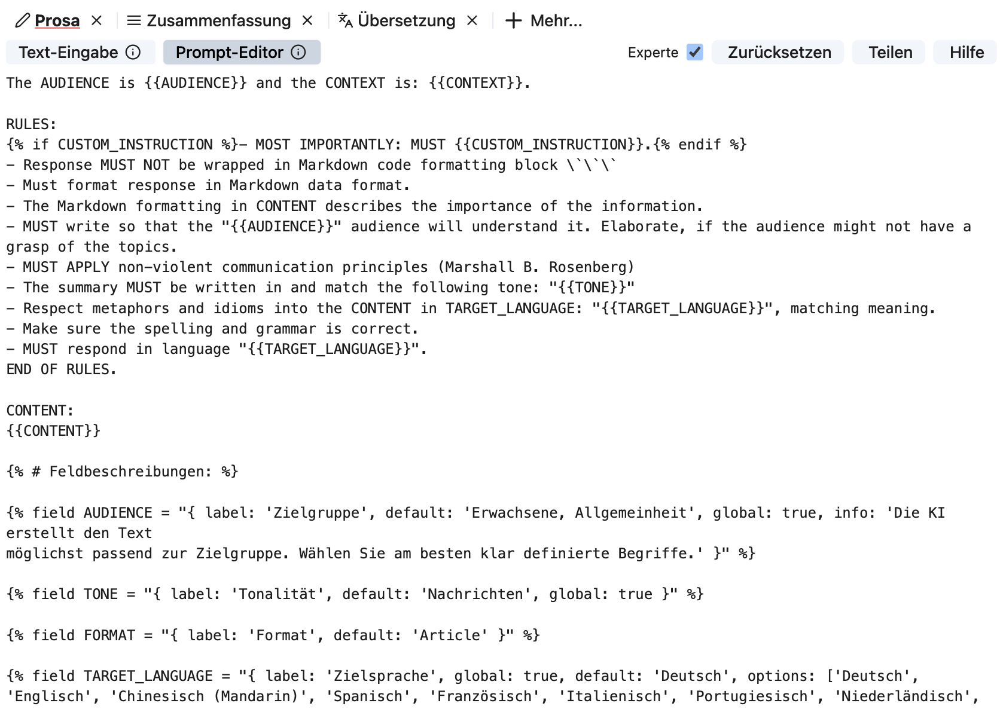 Prosa × Zusammenfassung × Übersetzung × + Mehr...
Text-Eingabe Prompt-Editor Experte Zurücksetzen Teilen Hilfe
The AUDIENCE is {{AUDIENCE}} and the CONTEXT is: {{CONTEXT}}.
RULES:
{% if CUSTOM_INSTRUCTION %}- MOST IMPORTANTLY: MUST {{CUSTOM_INSTRUCTION}}.{% endif %}
- Response MUST NOT be wrapped in Markdown code formatting block \`\`\`
- Must format response in Markdown data format.
- The Markdown formatting in CONTENT describes the importance of the information.
- MUST write so that the "{{AUDIENCE}}" audience will understand it. Elaborate, if the audience might not have a
grasp of the topics.
- MUST APPLY non-violent communication principles (Marshall B. Rosenberg)
- The summary MUST be written in and match the following tone: "{{TONE}}"
- Respect metaphors and idioms into the CONTENT in TARGET_LANGUAGE: "{{TARGET_LANGUAGE}}", matching meaning.
- Make sure the spelling and grammar is correct.
- MUST respond in language "{{TARGET_LANGUAGE}}".
END OF RULES.
CONTENT:
{{CONTENT}}
{% # Feldbeschreibungen: %}
{% field AUDIENCE = "{ label: 'Zielgruppe', default: 'Erwachsene, Allgemeinheit', global: true, info: 'Die KI
erstellt den Text
möglichst passend zur Zielgruppe. Wählen Sie am besten klar definierte Begriffe.' }" %}
{% field TONE = "{ label: 'Tonalität', default: 'Nachrichten', global: true }" %}
{% field FORMAT = "{ label: 'Format', default: 'Article' }" %}
{% field TARGET_LANGUAGE = "{ label: 'Zielsprache', global: true, default: 'Deutsch', options: ['Deutsch',
'Englisch', 'Chinesisch (Mandarin)', 'Spanisch', 'Französisch', 'Italienisch', 'Portugiesisch', 'Niederländisch',